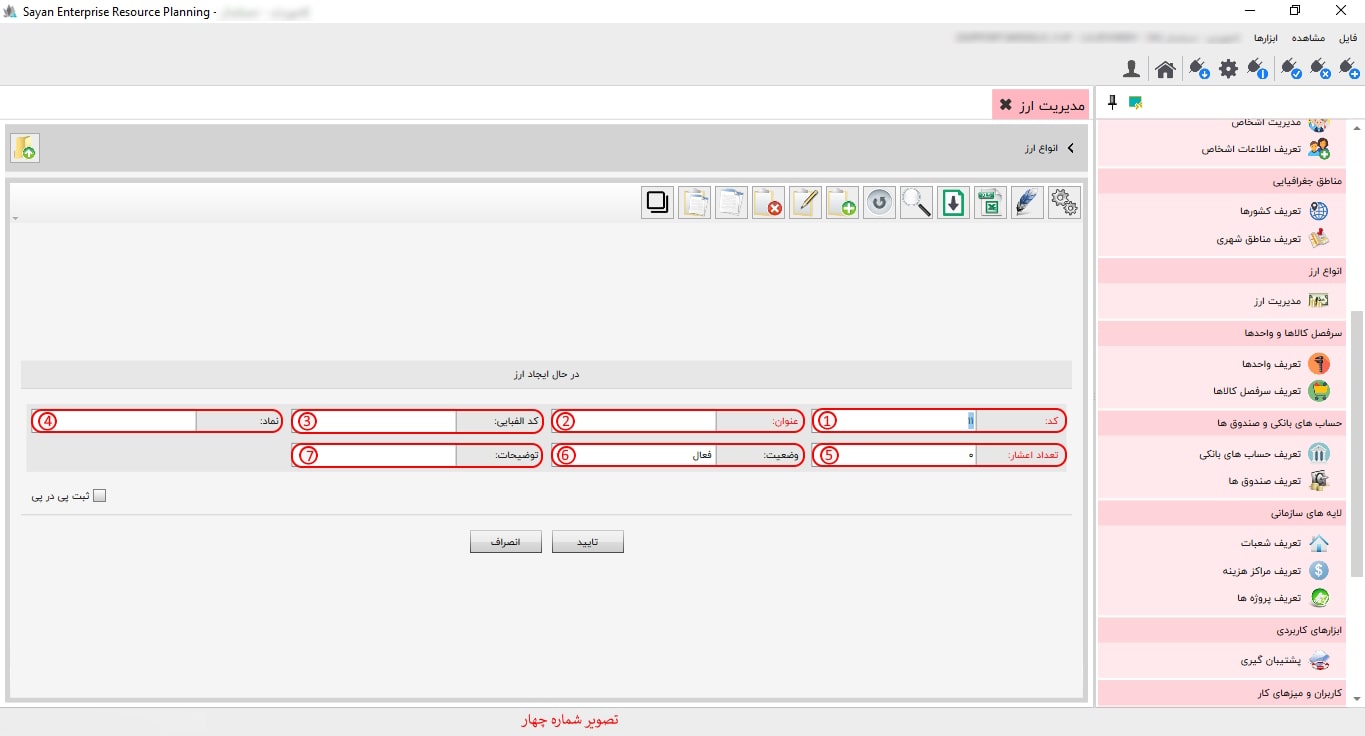 Sayan Enterprise Resource Planning -
فایل مشاهده ابزارها
مدیریت ارز
انواع ارز
مدیریت اشخاص
تعریف اطلاعات اشخاص
مناطق جغرافیایی
تعریف کشورها
تعریف مناطق شهری
انواع ارز
مدیریت ارز
سرفصل کالاها و واحدها
تعریف واحدها
تعریف سرفصل کالاها
حساب های بانکی و صندوق ها
تعریف حساب های بانکی
تعریف صندوق ها
لایه های سازمانی
تعریف شعبات
تعریف مراکز هزینه
تعریف پروژه ها
ابزارهای کاربردی
پشتیبان گیری
کاربران و میزهای کار
در حال ایجاد ارز
کد: 11 1 عنوان: 2 کد الفبایی: 3 نماد: 4
تعداد اعشار: 0 5 وضعیت: فعال 6 توضیحات: 7
ثبت پی در پی
تایید انصراف
تصویر شماره چهار